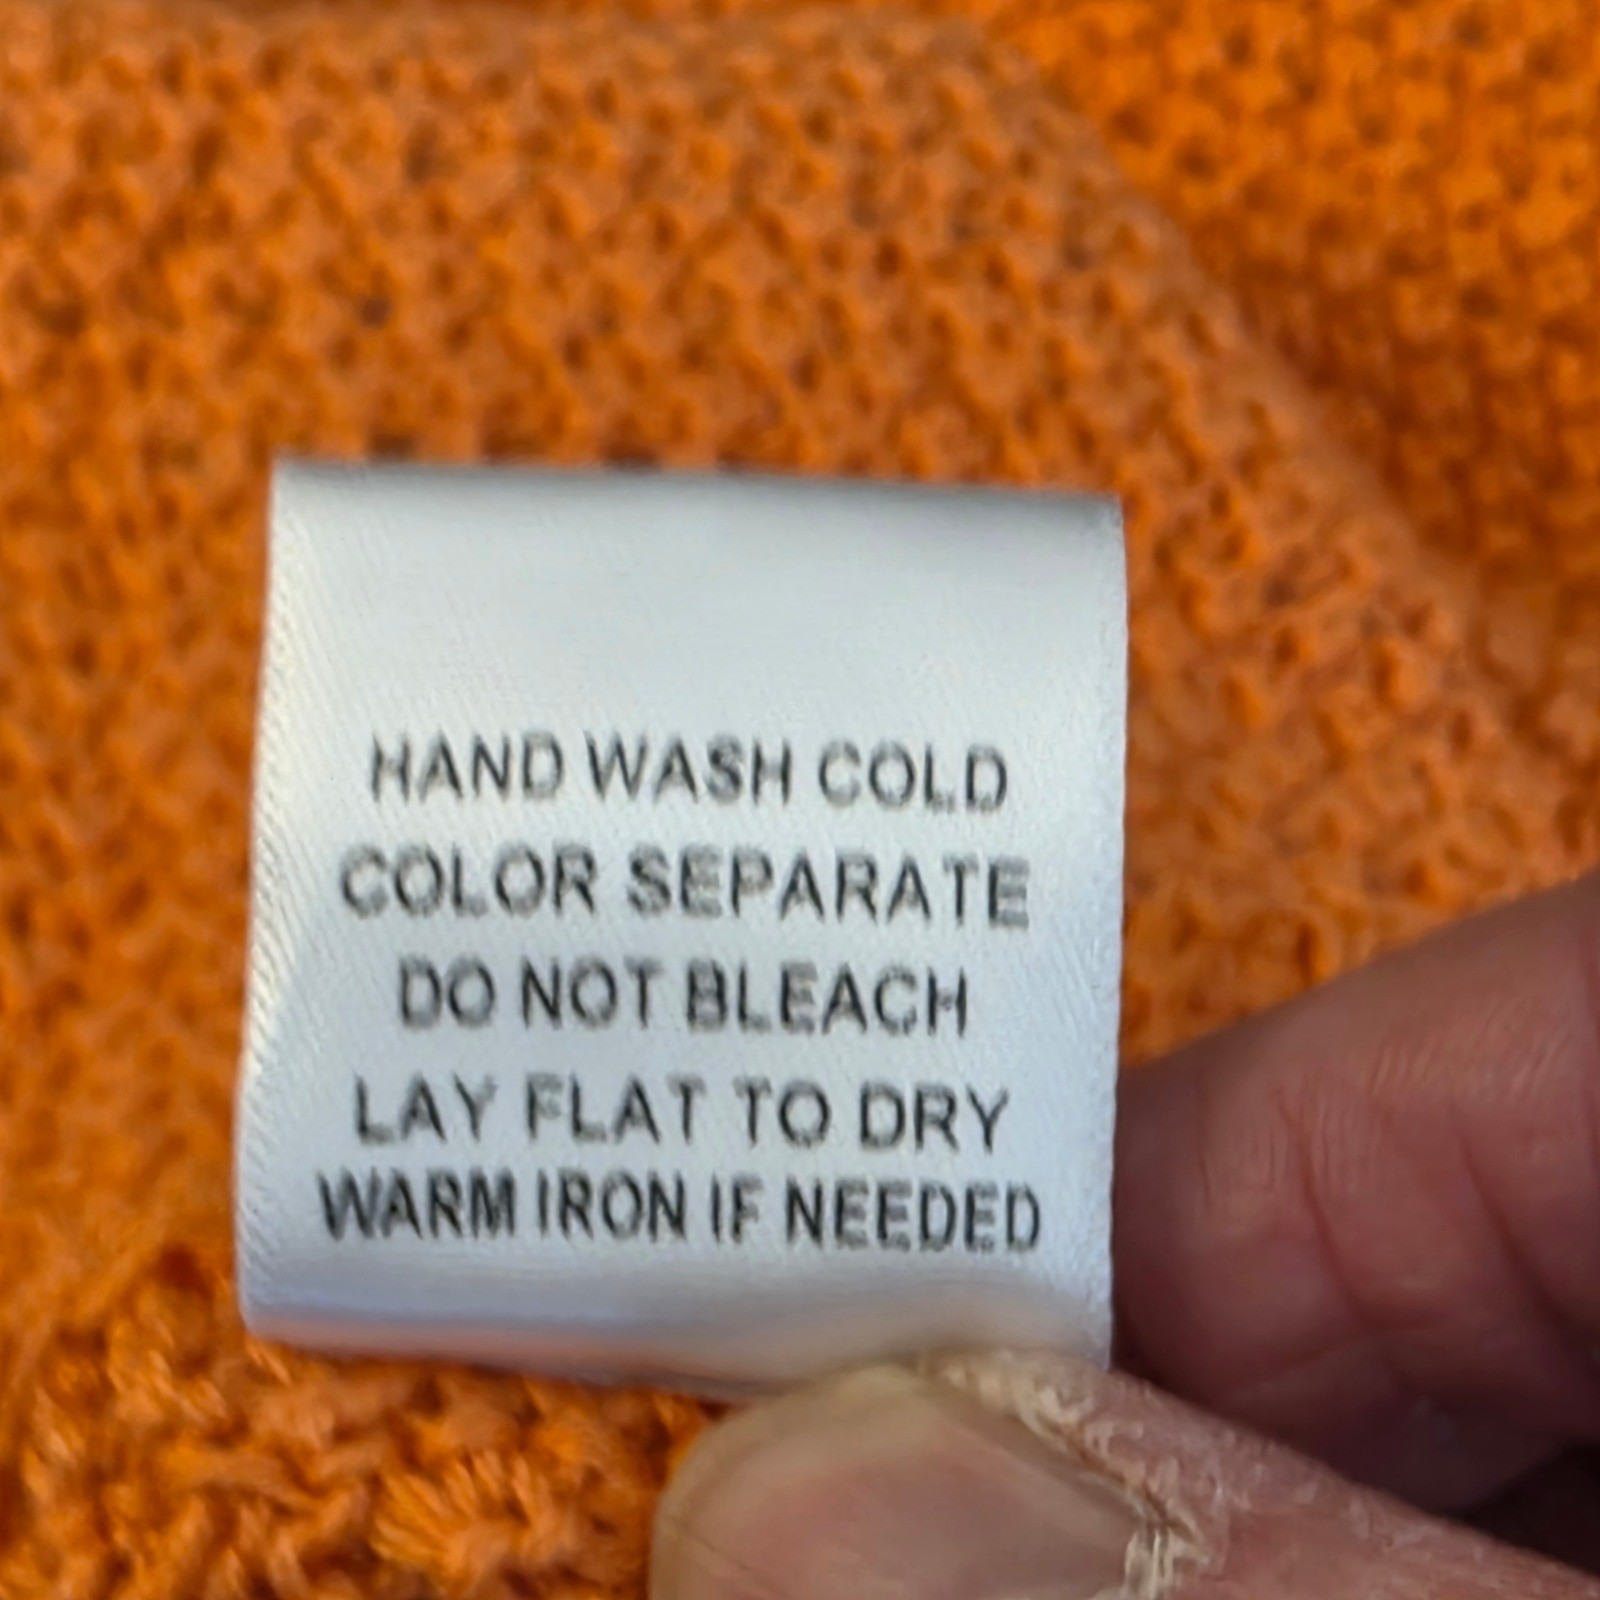 HAND WASH COLD
COLOR SEPARATE
DO NOT BLEACH
LAY FLAT TO DRY
WARM IRON IF NEEDED